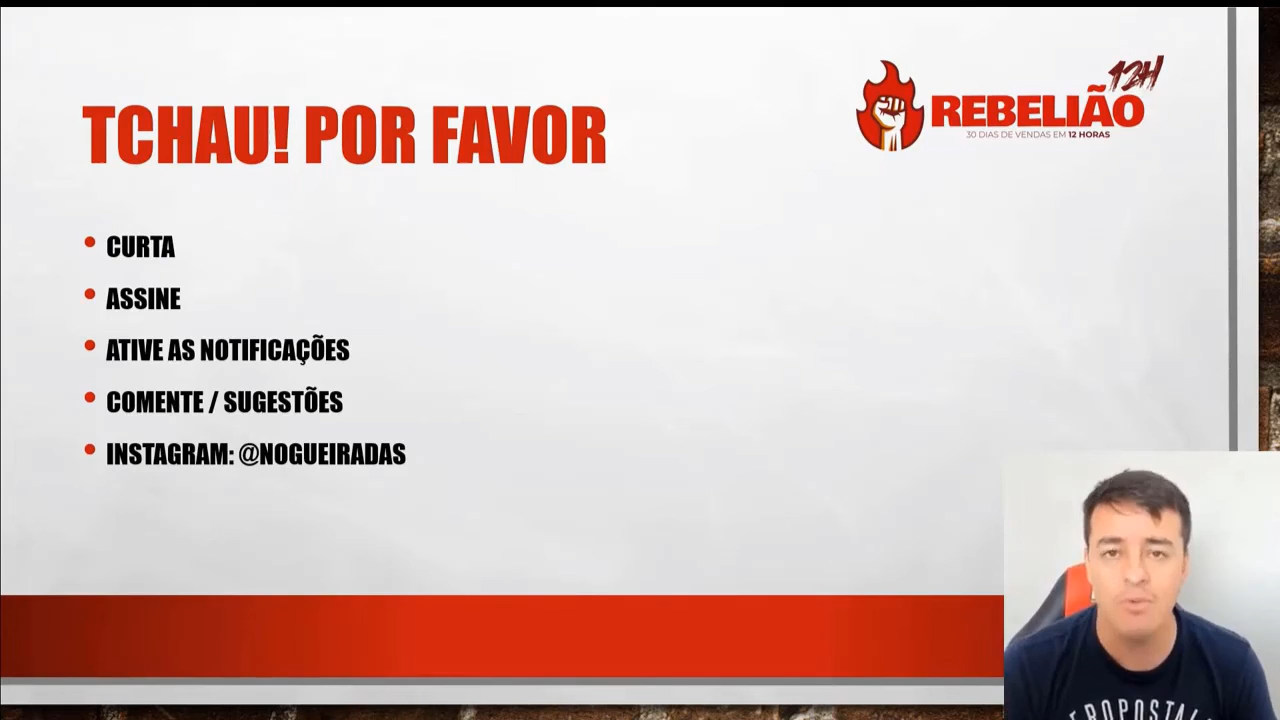 TCHAU! POR FAVOR
12H
REBELIÃO
30 DIAS DE VENDAS EM 12 HORAS
• CURTA
• ASSINE
• ATIVE AS NOTIFICAÇÕES
• COMENTE / SUGESTÕES
• INSTAGRAM: @NOGUEIRADAS